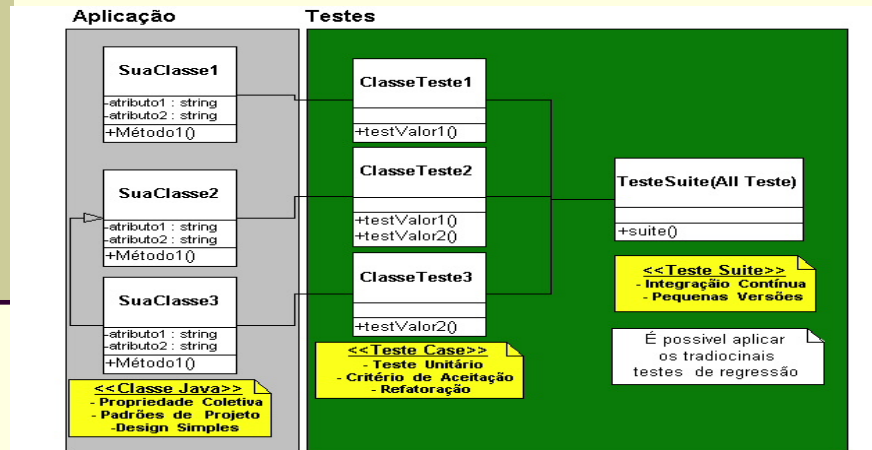 Aplicação
Testes
SuaClasse1
-atributo1 : string
-atributo2 : string
+Método1()
SuaClasse2
-atributo1 : string
-atributo2 : string
+Método1()
SuaClasse3
-atributo1 : string
-atributo2 : string
+Método1()
<<Classe Java>>
- Propriedade Coletiva
- Padrões de Projeto
-Design Simples
ClasseTeste1
+testValor1()
ClasseTeste2
+testValor1()
+testValor2()
ClasseTeste3
+testValor2()
<<Teste Case>>
- Teste Unitário
- Critério de Aceitação
- Refatoração
TesteSuite(All Teste)
+suite()
<<Teste Suite>>
- Integraçião Contínua
- Pequenas Versões
É possivel aplicar
os tradiocinais
testes de regressão